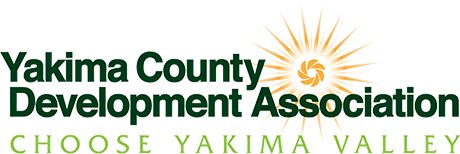 Yakima County
Development Association
CHOOSE YAKIMA VALLEY